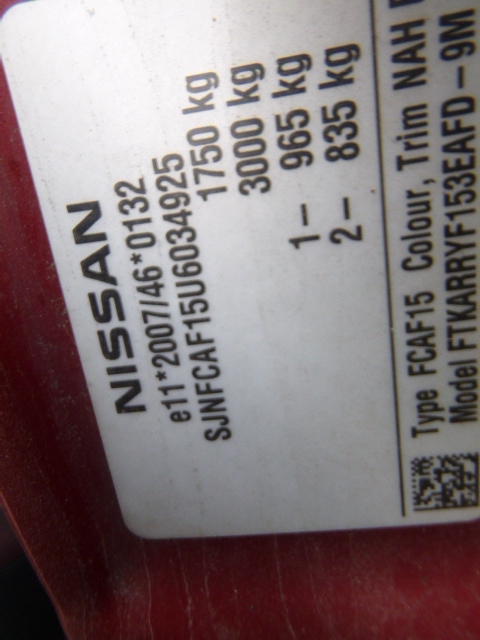 NISSAN
e11*2007/46*0132
SJNFCAF15U6034925
1750 kg
3000 kg
1– 965 kg
2– 835 kg
Type FCAF15 Colour, Trim NAH
Model FTKARRYF153EAFD–9M